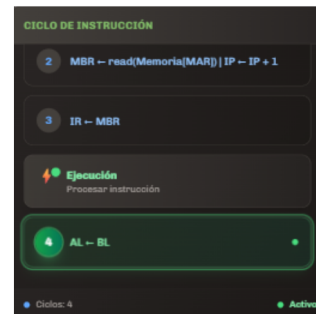 CICLO DE INSTRUCCIÓN
2 MBR ← read(Memoria[MAR]) | IP ← IP + 1
3 IR ← MBR
Ejecución
Procesar instrucción
4 AL ← BL
Ciclos: 4
Activo